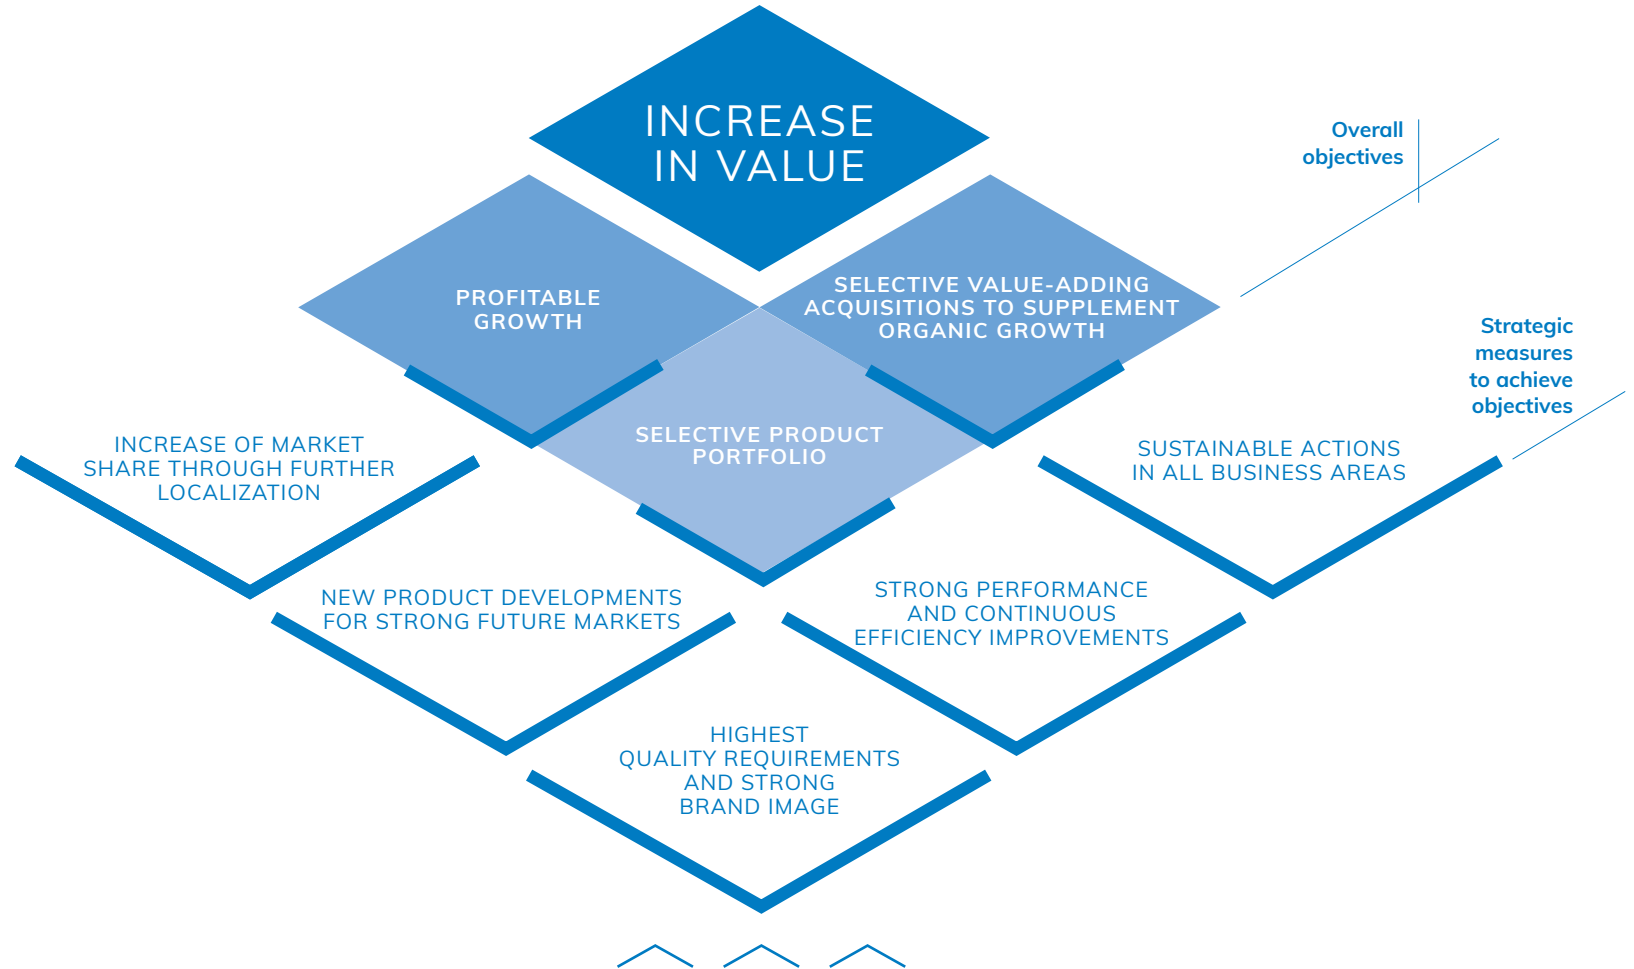 INCREASE
IN VALUE
Overall
objectives
PROFITABLE
GROWTH
SELECTIVE VALUE-ADDING
ACQUISITIONS TO SUPPLEMENT
ORGANIC GROWTH
Strategic
measures
to achieve
objectives
SELECTIVE PRODUCT
PORTFOLIO
INCREASE OF MARKET
SHARE THROUGH FURTHER
LOCALIZATION
SUSTAINABLE ACTIONS
IN ALL BUSINESS AREAS
NEW PRODUCT DEVELOPMENTS
FOR STRONG FUTURE MARKETS
STRONG PERFORMANCE
AND CONTINUOUS
EFFICIENCY IMPROVEMENTS
HIGHEST
QUALITY REQUIREMENTS
AND STRONG
BRAND IMAGE